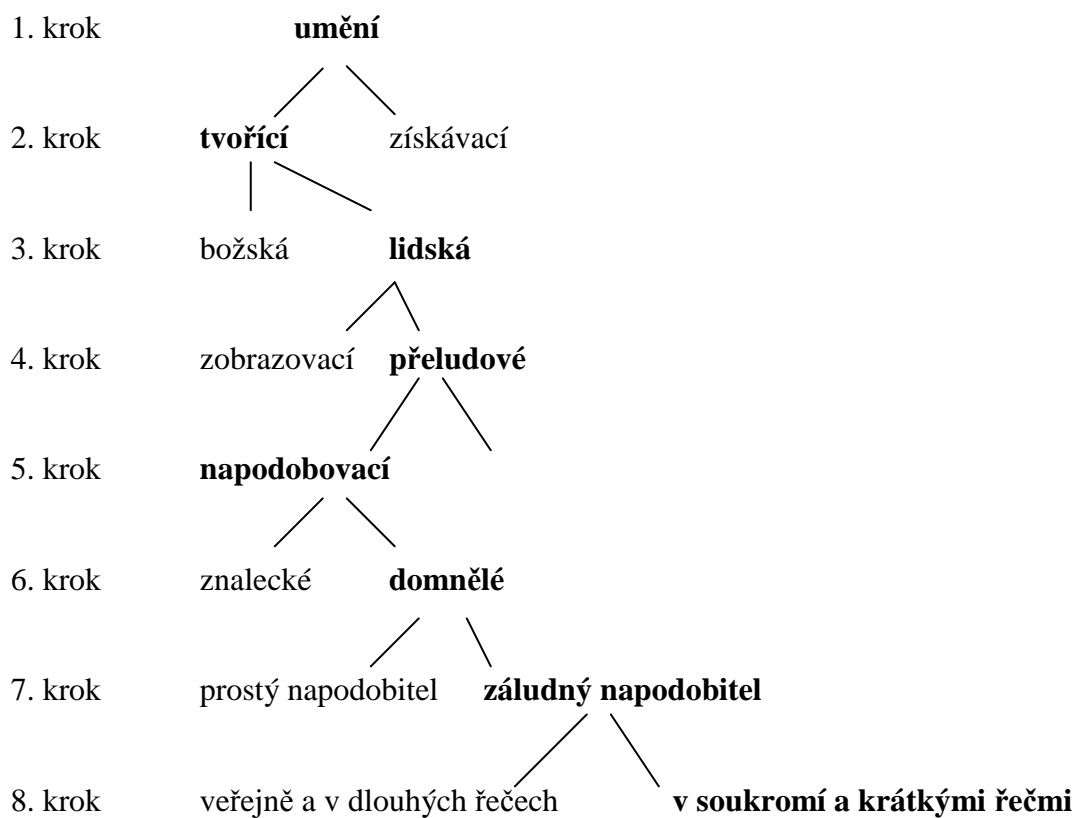 1. krok umění
2. krok tvořící získávací
3. krok božská lidská
4. krok zobrazovací přeludové
5. krok napodobovací
6. krok znalecké domnělé
7. krok prostý napodobitel záludný napodobitel
8. krok veřejně a v dlouhých řečech v soukromí a krátkými řečmi